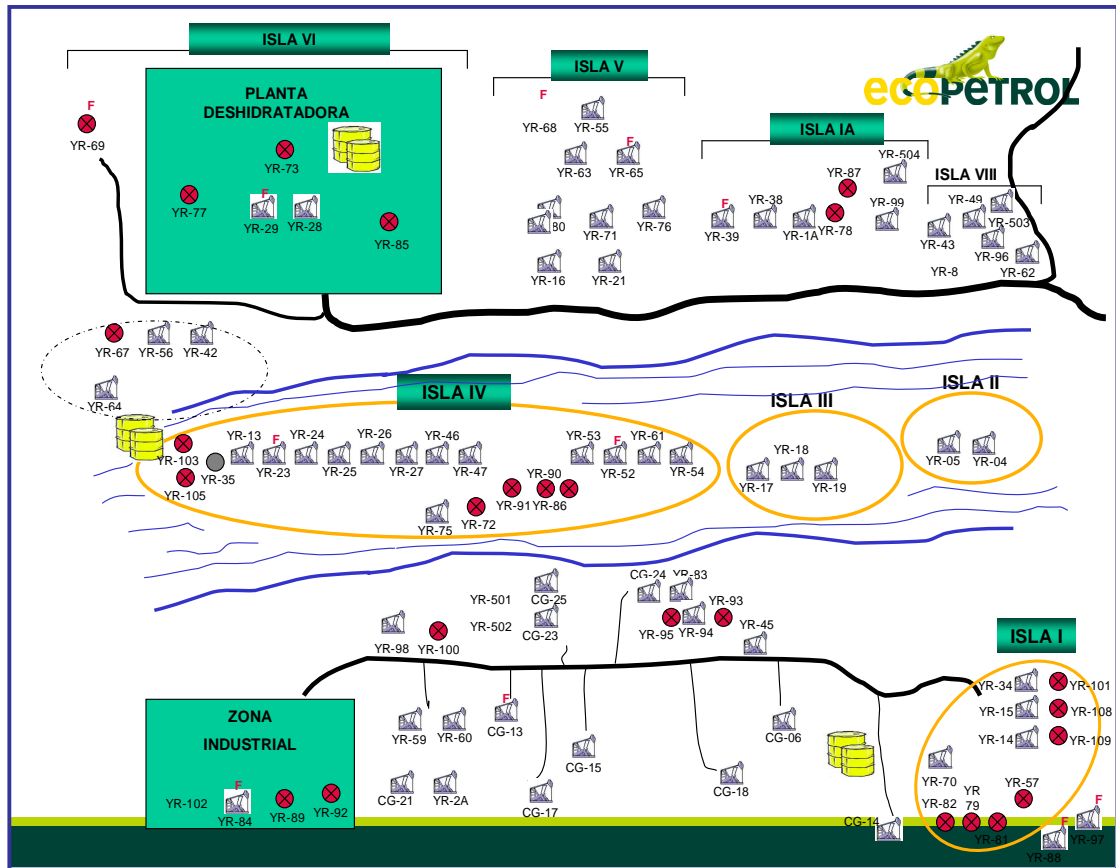 ISLA VI
ISLA V
ecoPETROL
PLANTA
DESHIDRATADORA
F
YR-69
YR-73
YR-77
F
YR-29
YR-28
YR-85
F
YR-68
YR-55
YR-63
F
YR-65
80
YR-71
YR-76
YR-16
YR-21
ISLA IA
YR-504
YR-87
F
YR-39
YR-38
YR-1A
YR-78
YR-99
ISLA VIII
YR-49
YR-503
YR-43
YR-96
YR-8
YR-62
YR-67
YR-56
YR-42
YR-64
ISLA IV
ISLA III
ISLA II
YR-13
F
YR-23
YR-24
YR-25
YR-26
YR-27
YR-46
YR-47
YR-53
F
YR-52
YR-61
YR-54
YR-103
YR-35
YR-105
YR-90
YR-91
YR-86
YR-75
YR-72
YR-18
YR-17
YR-19
YR-05
YR-04
YR-501
CG-25
CG-24
YR-83
YR-502
CG-23
YR-93
YR-95
YR-94
YR-45
YR-98
YR-100
ISLA I
YR-34
YR-101
YR-15
YR-108
YR-14
YR-109
YR-70
YR-57
YR-82
YR
79
YR-81
F
YR-88
F
YR-97
ZONA
INDUSTRIAL
YR-102
F
YR-84
YR-89
YR-92
YR-59
YR-60
F
CG-13
CG-06
CG-15
CG-21
YR-2A
CG-17
CG-18
CG-14